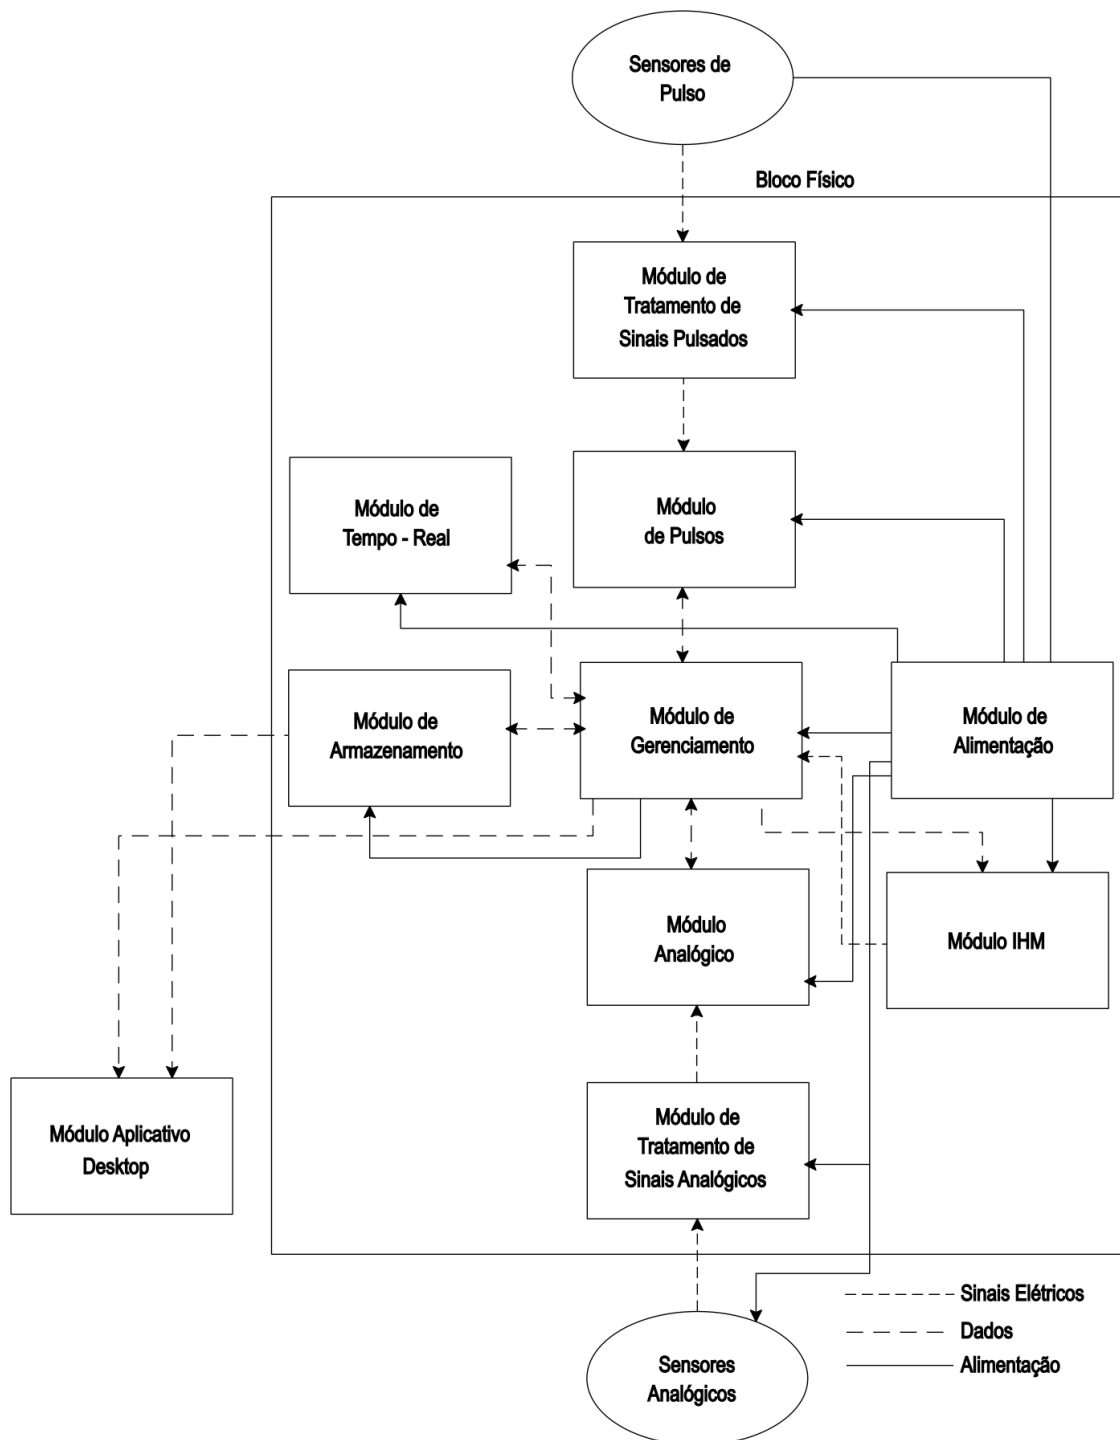 Sensores de
Pulso
Bloco Físico
Módulo de
Tratamento de
Sinais Pulsados
Módulo de
Tempo - Real
Módulo
de Pulsos
Módulo de
Armazenamento
Módulo de
Gerenciamento
Módulo de
Alimentação
Módulo
Analógico
Módulo IHM
Módulo Aplicativo
Desktop
Módulo de
Tratamento de
Sinais Analógicos
Sensores
Analógicos
Sinais Elétricos
Dados
Alimentação